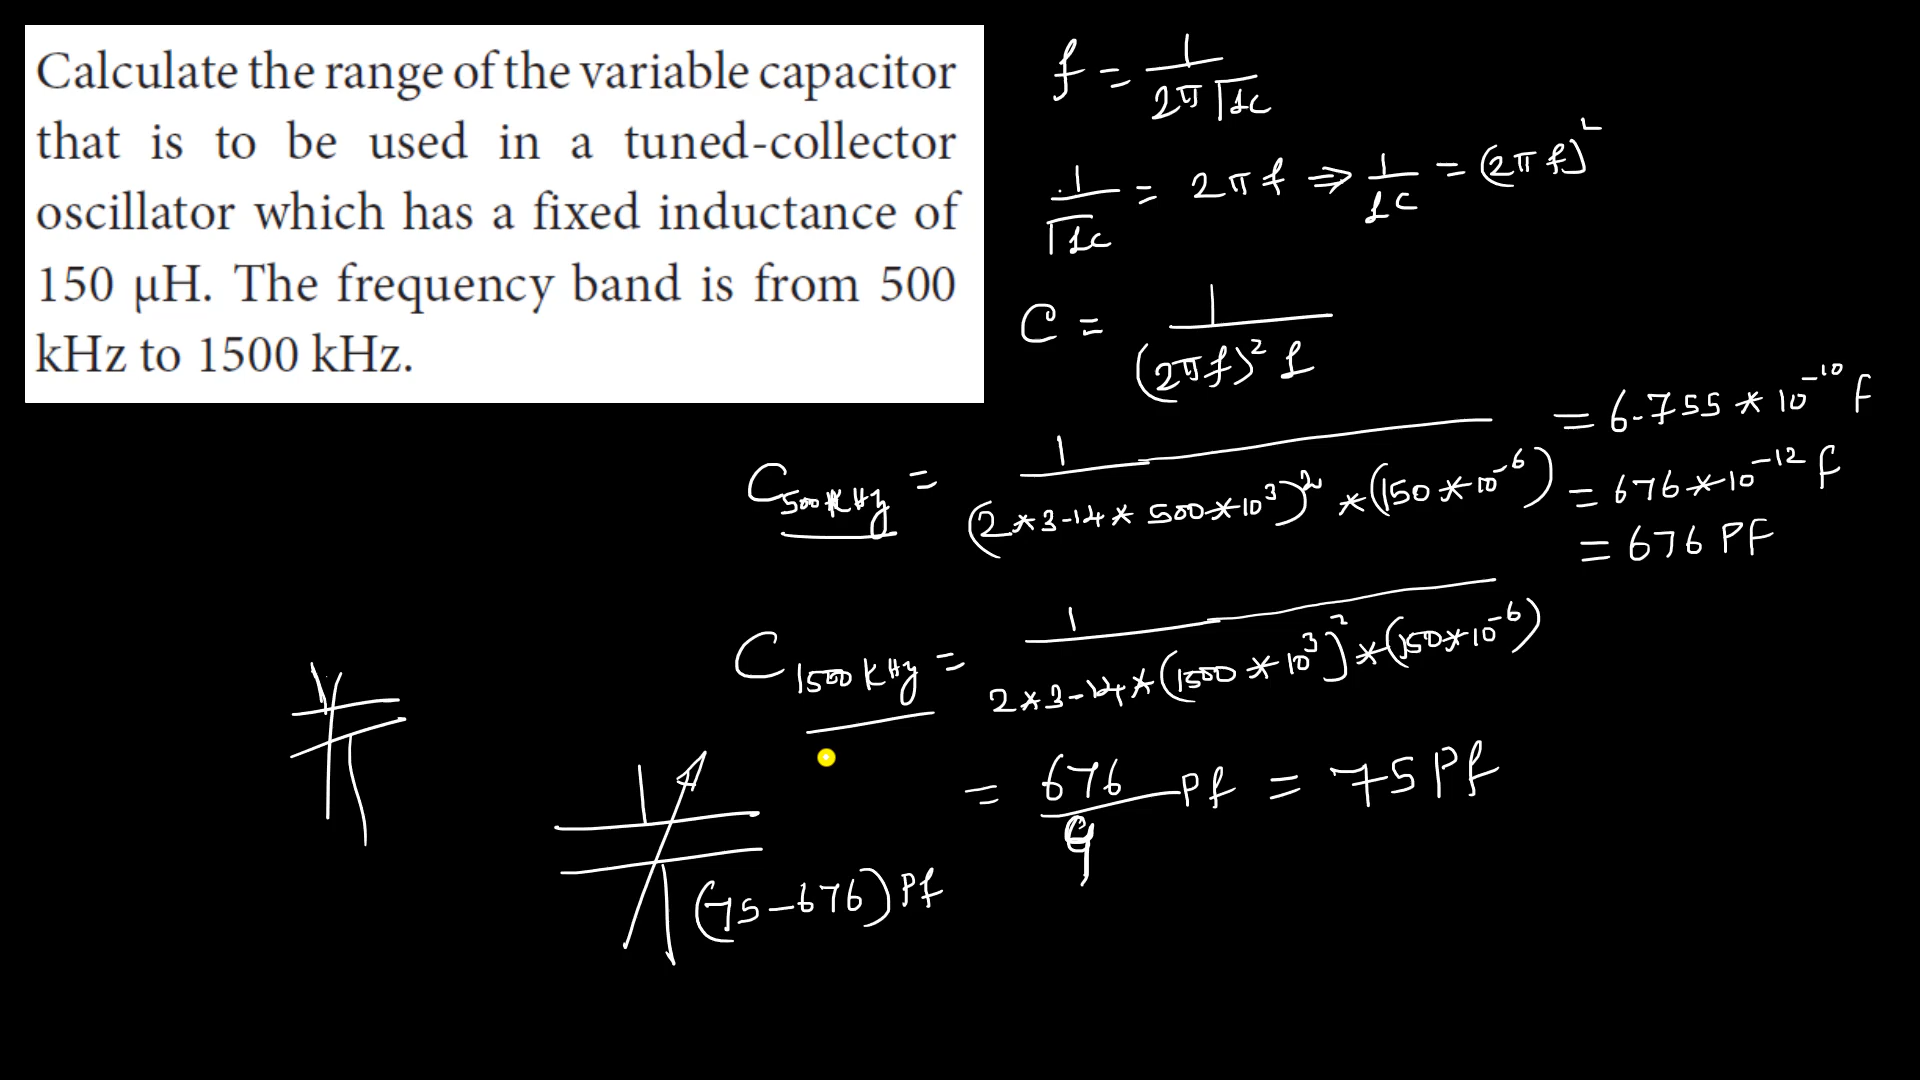 Calculate the range of the variable capacitor
that is to be used in a tuned-collector
oscillator which has a fixed inductance of
150 μH. The frequency band is from 500
kHz to 1500 kHz.
f = 1 / 2π√LC
1/√LC = 2πf ⇒ 1/LC = (2πf)²
C = 1 / (2πf)² L
C500KHz = 1 / (2*3.14*500*10³)² * (150*10⁻⁶) = 6.755*10⁻¹⁰ F
= 676*10⁻¹² F
= 676 PF
C1500KHz = 1 / 2*3.14*(1500*10³)² * (150*10⁻⁶)
= 676/9 Pf = 75 Pf
(75-676) Pf